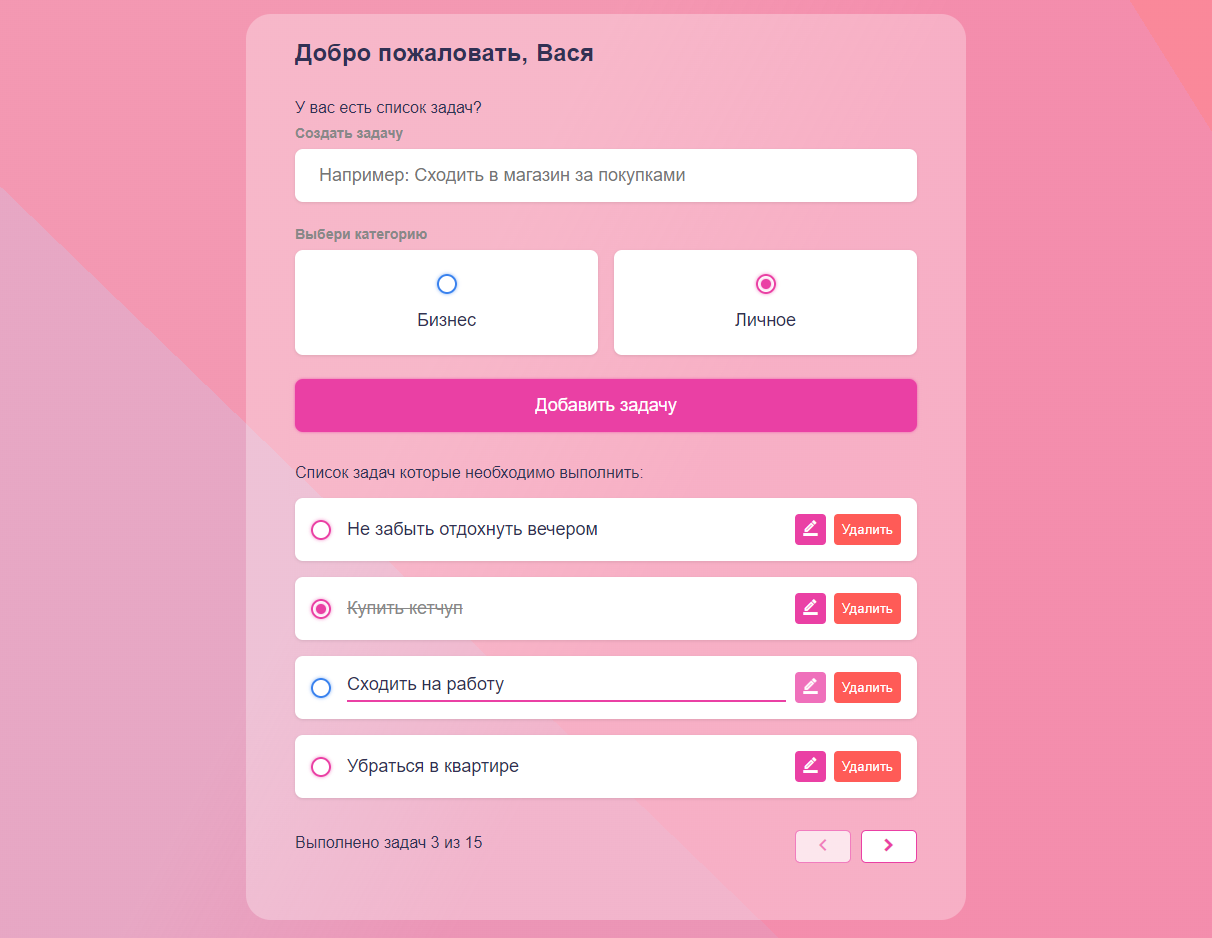 Добро пожаловать, Вася
У вас есть список задач?
Создать задачу
Например: Сходить в магазин за покупками
Выбери категорию
Бизнес
Личное
Добавить задачу
Список задач которые необходимо выполнить:
Не забыть отдохнуть вечером
Удалить
Купить кетчуп
Удалить
Сходить на работу
Удалить
Убраться в квартире
Удалить
Выполнено задач 3 из 15